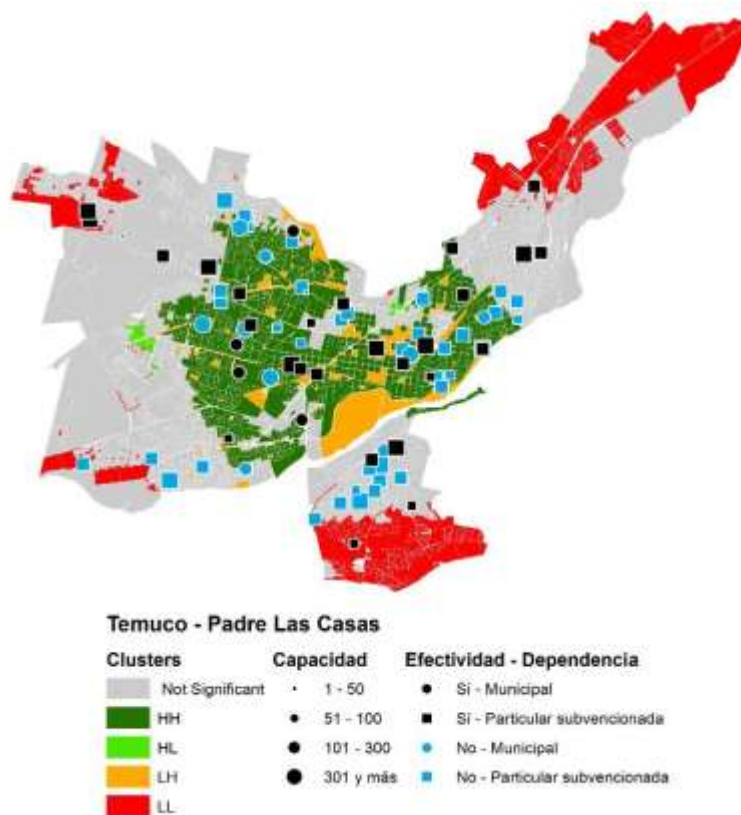 Temuco - Padre Las Casas
Clusters Capacidad Efectividad - Dependencia
Not Significant 1 - 50 Sí - Municipal
HH 51 - 100 Sí - Particular subvencionada
HL 101 - 300 No - Municipal
LH 301 y más No - Particular subvencionada
LL